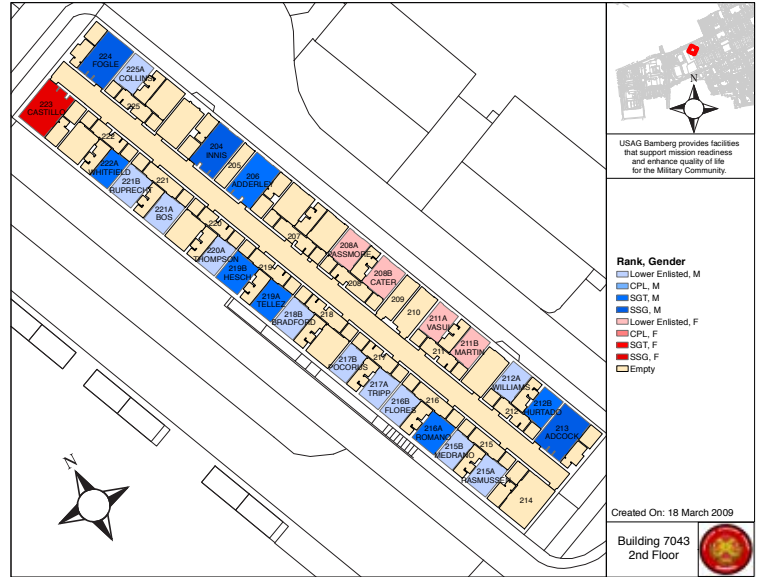 224
FOGLE
225A
COLLINS
225
223
CASTILLO
222
222A
WHITFIELD
221B
RUPRECHT
221
221A
BOS
204
INNIS
205
206
ADDERLEY
207
220
220A
THOMPSON
219B
HESCH
219
219A
TELLEZ
218B
BRADFORD
218
208A
PASSMORE
208
208B
CATER
209
210
211A
VASUI
211
211B
MARTIN
217B
POCORUS
217
217A
TRIPP
216B
FLORES
216
216A
ROMANO
215B
MEDRANO
215
215A
RASMUSSEN
214
212A
WILLIAMS
212
212B
HURTADO
213
ADCOCK
N
N
USAG Bamberg provides facilities
that support mission readiness
and enhance quality of life
for the Military Community.
Rank, Gender
Lower Enlisted, M
CPL, M
SGT, M
SSG, M
Lower Enlisted, F
CPL, F
SGT, F
SSG, F
Empty
Created On: 18 March 2009
Building 7043
2nd Floor